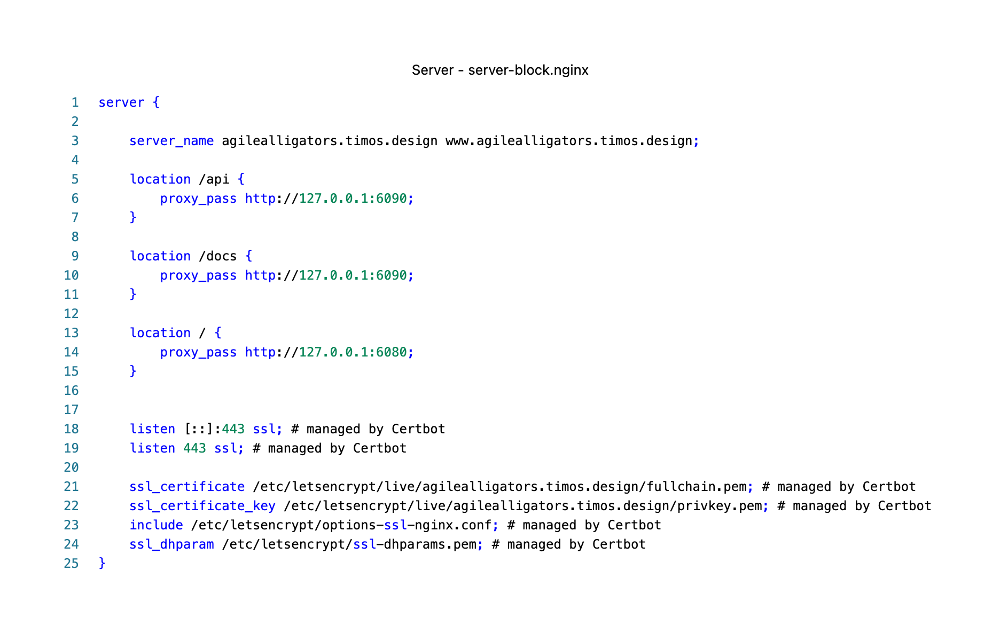 Server - server-block.nginx
1 server {
2
3 server_name agilealligators.timos.design www.agilealligators.timos.design;
4
5 location /api {
6 proxy_pass http://127.0.0.1:6090;
7 }
8
9 location /docs {
10 proxy_pass http://127.0.0.1:6090;
11 }
12
13 location / {
14 proxy_pass http://127.0.0.1:6080;
15 }
16
17
18 listen [::]:443 ssl; # managed by Certbot
19 listen 443 ssl; # managed by Certbot
20
21 ssl_certificate /etc/letsencrypt/live/agilealligators.timos.design/fullchain.pem; # managed by Certbot
22 ssl_certificate_key /etc/letsencrypt/live/agilealligators.timos.design/privkey.pem; # managed by Certbot
23 include /etc/letsencrypt/options-ssl-nginx.conf; # managed by Certbot
24 ssl_dhparam /etc/letsencrypt/ssl-dhparams.pem; # managed by Certbot
25 }